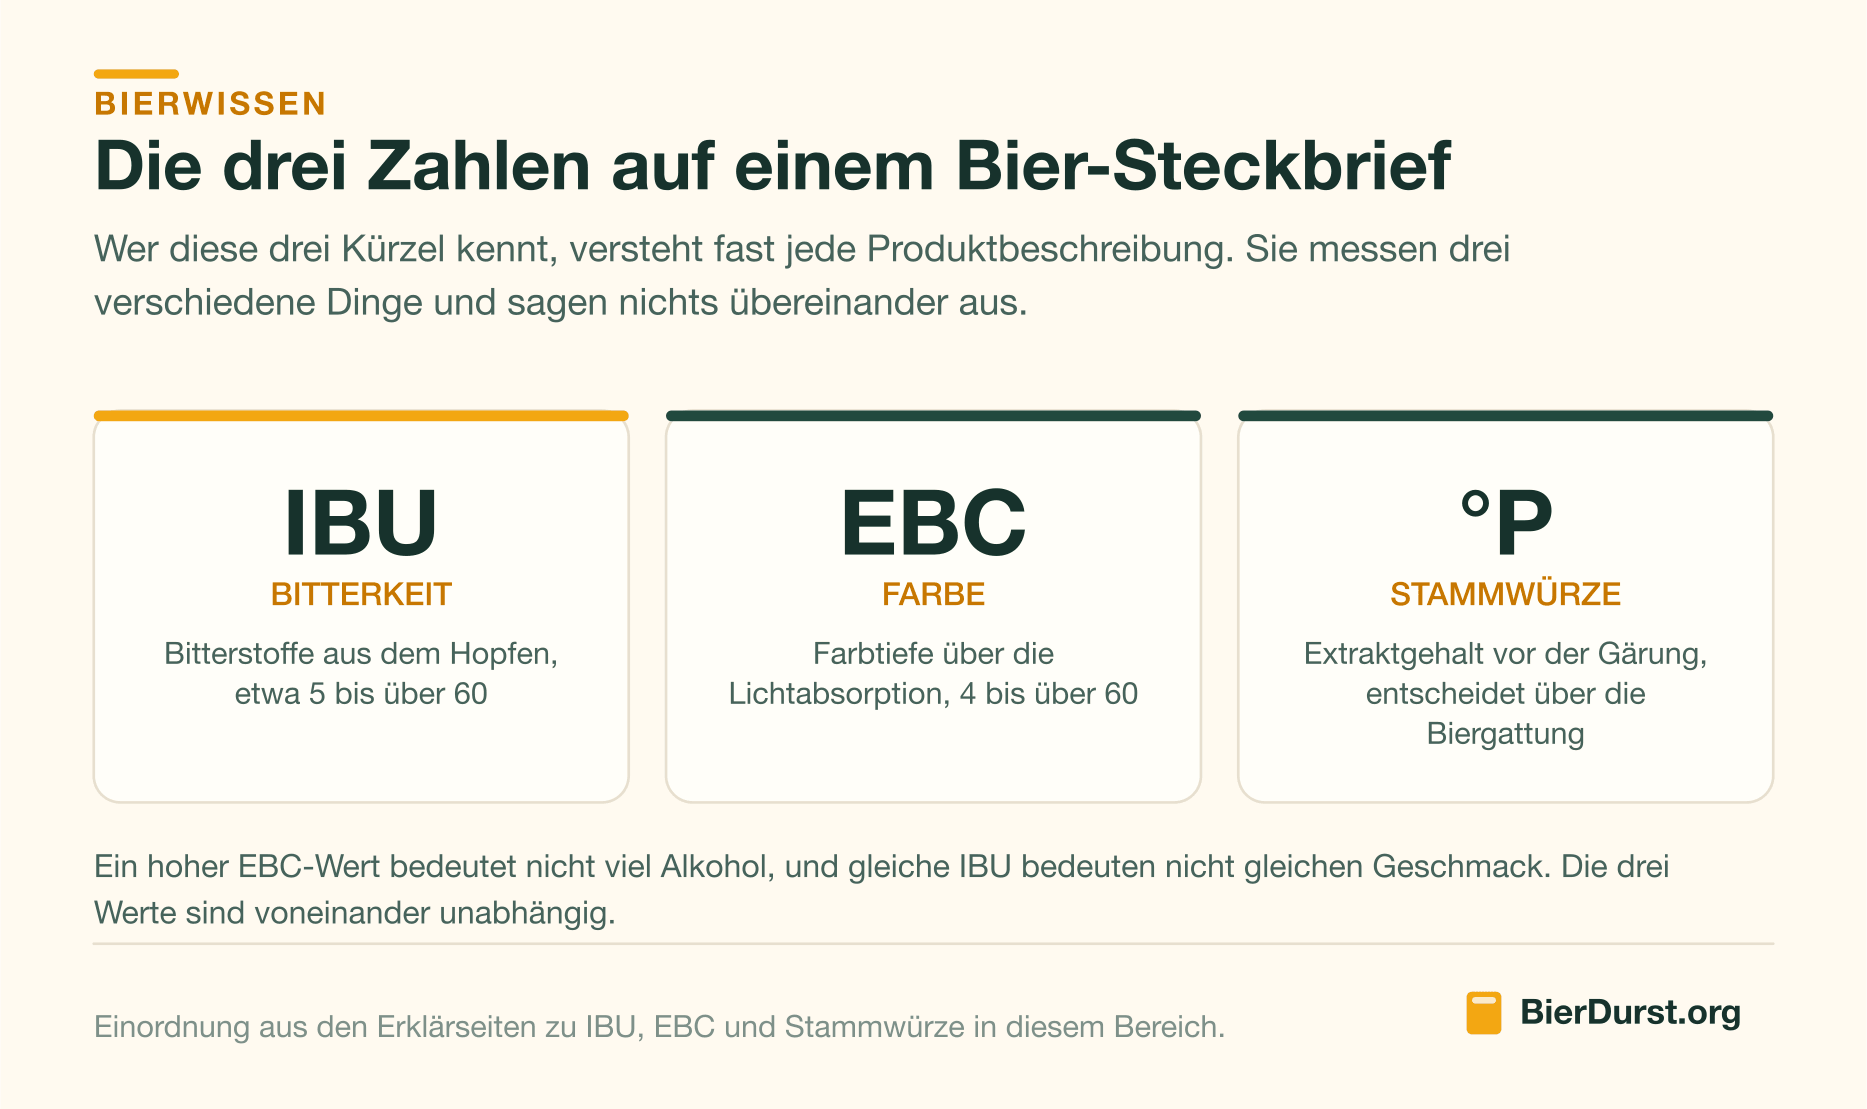 BIERWISSEN
Die drei Zahlen auf einem Bier-Steckbrief
Wer diese drei Kürzel kennt, versteht fast jede Produktbeschreibung. Sie messen drei
verschiedene Dinge und sagen nichts übereinander aus.
IBU
BITTERKEIT
Bitterstoffe aus dem Hopfen,
etwa 5 bis über 60
EBC
FARBE
Farbtiefe über die
Lichtabsorption, 4 bis über 60
°P
STAMMWÜRZE
Extraktgehalt vor der Gärung,
entscheidet über die
Biergattung
Ein hoher EBC-Wert bedeutet nicht viel Alkohol, und gleiche IBU bedeuten nicht gleichen Geschmack. Die drei
Werte sind voneinander unabhängig.
Einordnung aus den Erklärseiten zu IBU, EBC und Stammwürze in diesem Bereich.
BierDurst.org